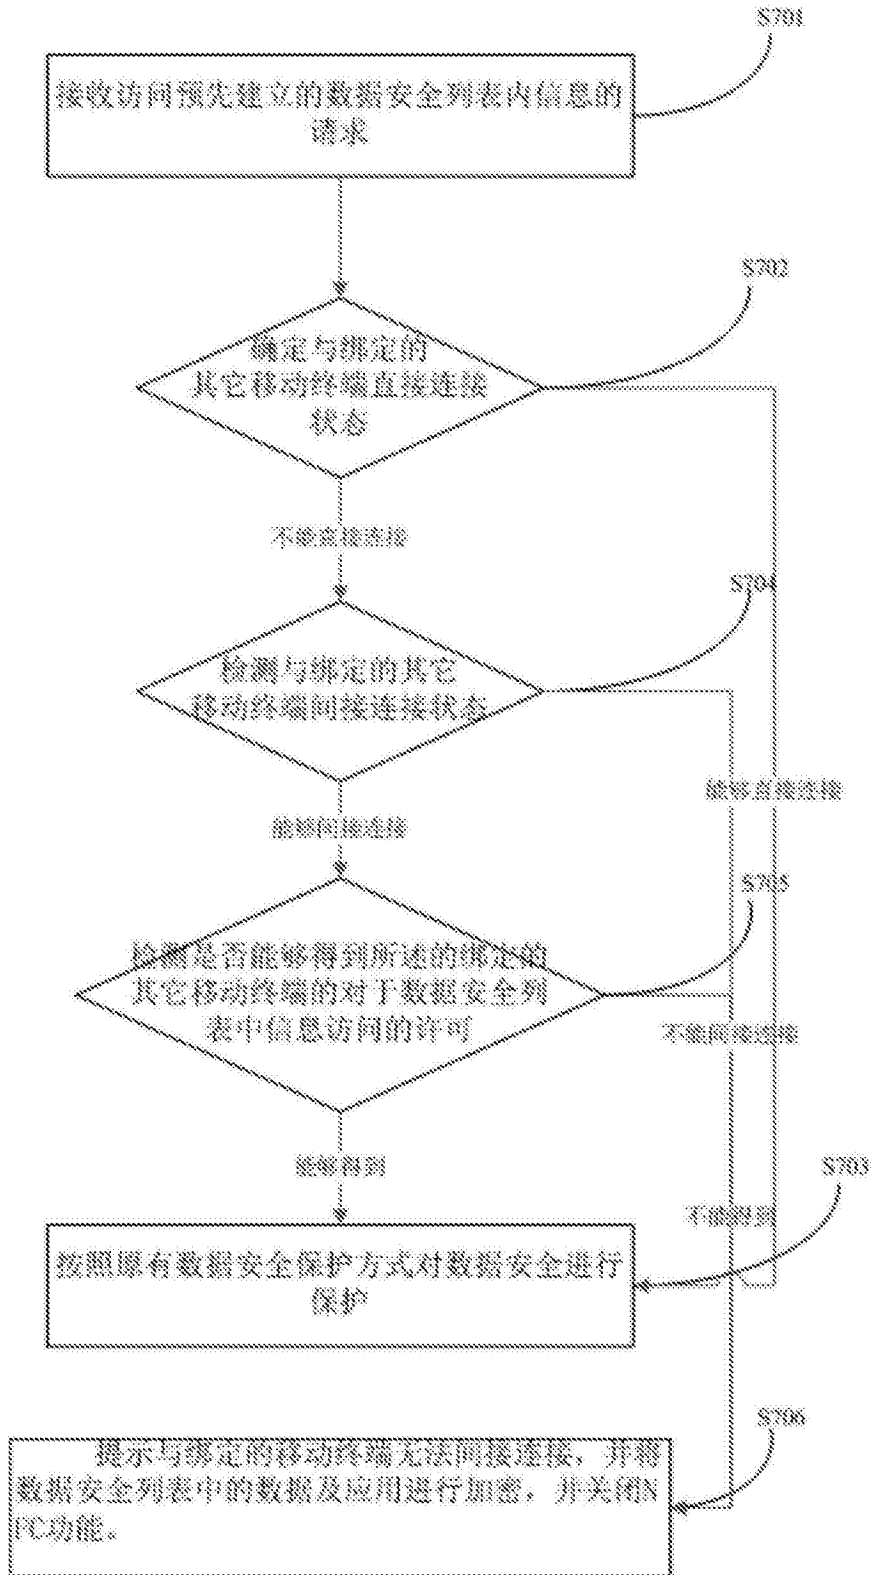 S701
接收访问预先建立的数据安全列表内信息的
请求
S702
确定与绑定的
其它移动终端直接连接
状态
不能直接连接
S704
检测与绑定的其它
移动终端间接连接状态
能够直接连接
能够间接连接
S705
检测是否能够得到所述的绑定的
其它移动终端的对于数据安全列
表中信息访问的许可
不能间接连接
能够得到
S703
不能得到
按照原有数据安全保护方式对数据安全进行
保护
S706
提示与绑定的移动终端无法间接连接，并将
数据安全列表中的数据及应用进行加密，并关闭N
FC功能。